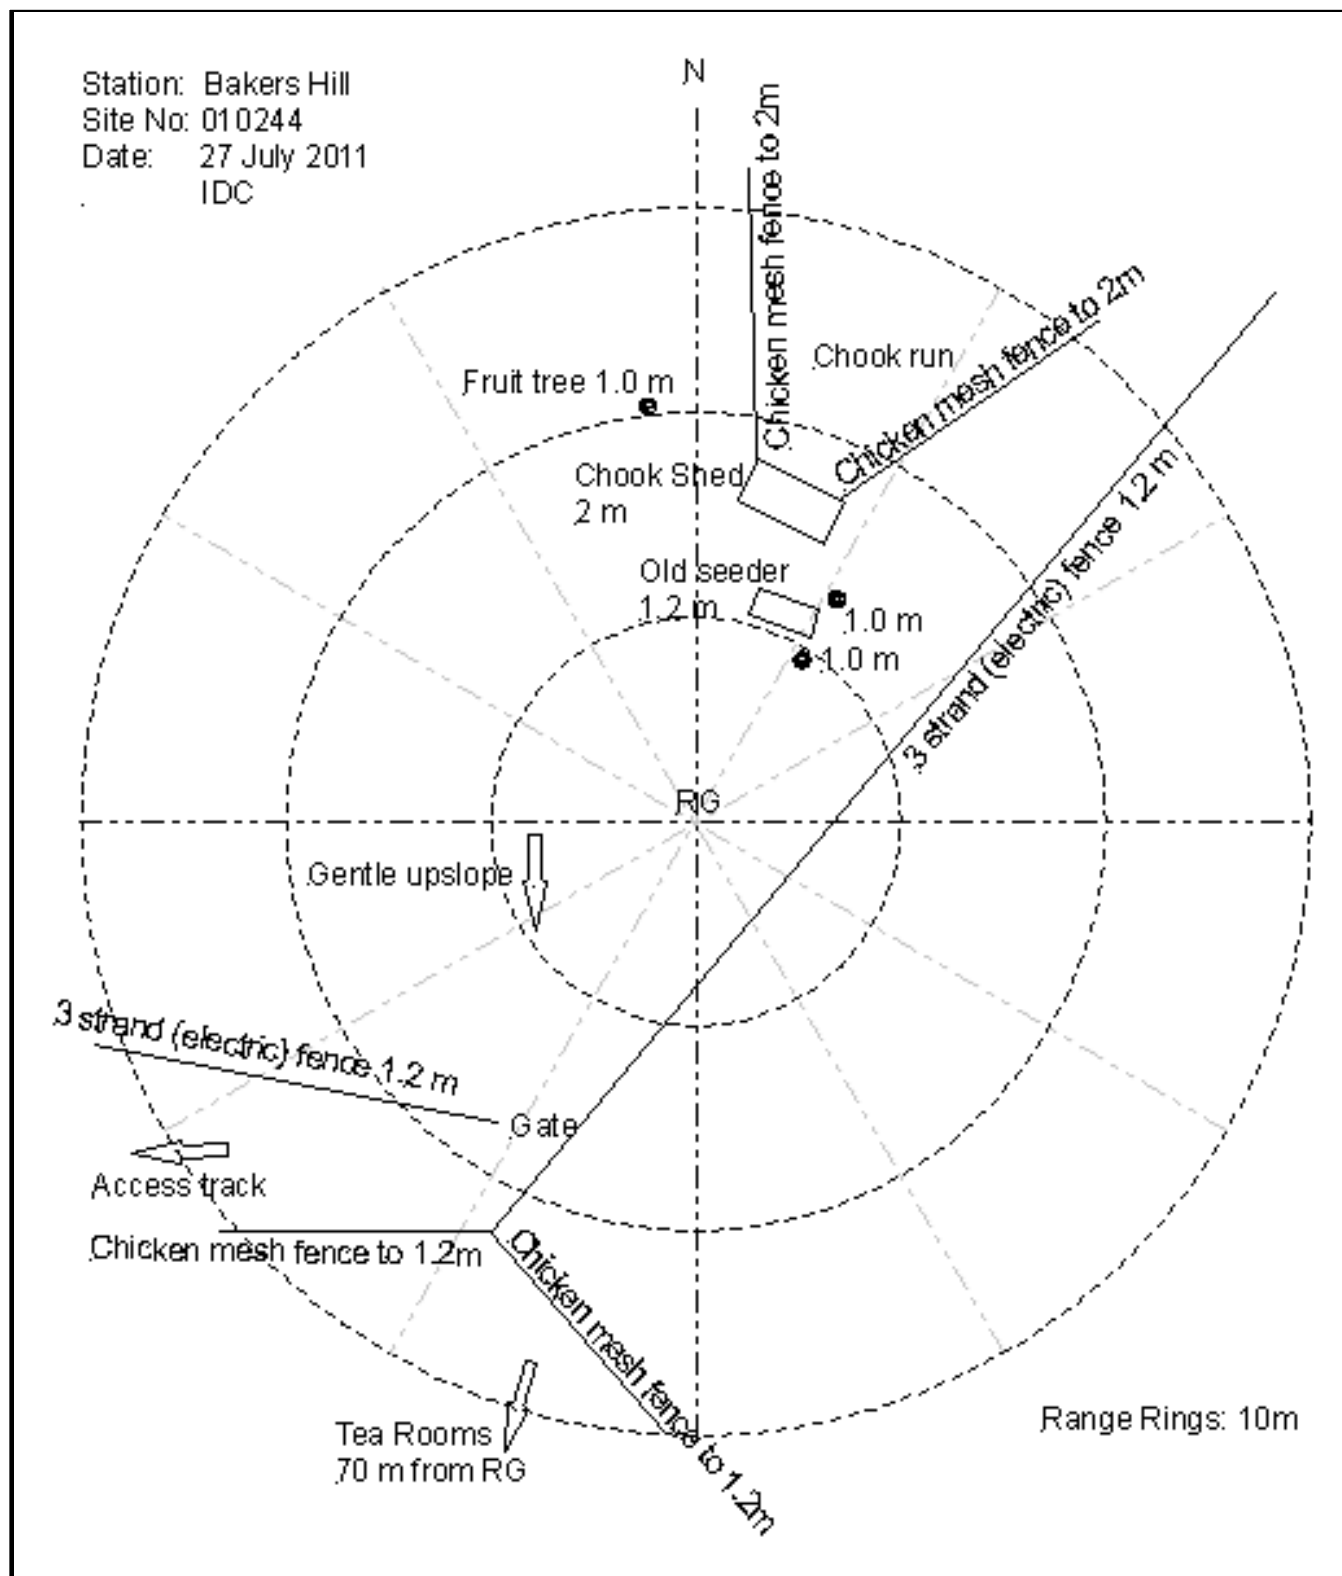 Station: Bakers Hill
Site No: 010244
Date: 27 July 2011
IDC
N
Chicken mesh fence to 2m
Chook run
Chicken mesh fence to 2m
Fruit tree 1.0 m
Chook Shed
2 m
3 strand (electric) fence 1.2 m
Old seeder
1.2 m
1.0 m
1.0 m
RG
Gentle upslope
3 strand (electric) fence 1.2 m
Gate
Access track
Chicken mesh fence to 1.2m
Chicken mesh fence to 1.2m
Tea Rooms
70 m from RG
Range Rings: 10m